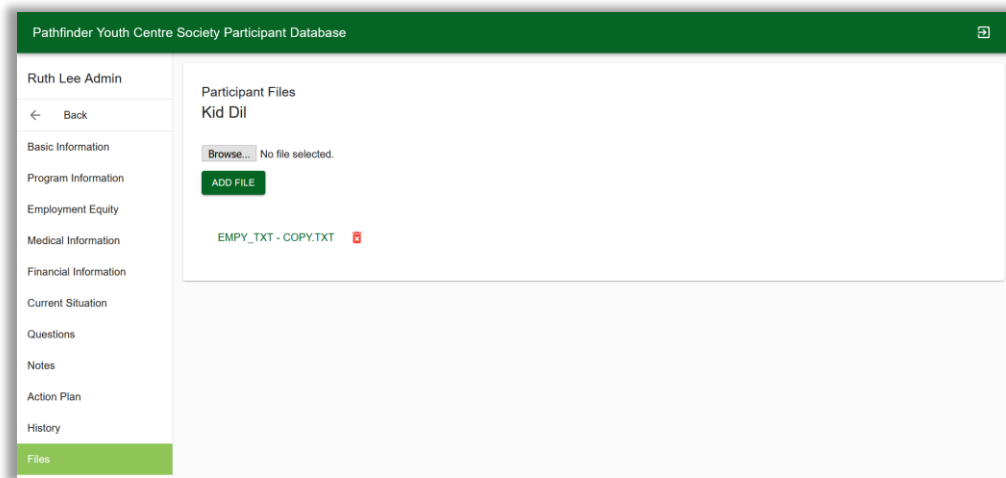 Pathfinder Youth Centre Society Participant Database
Ruth Lee Admin
Back
Basic Information
Program Information
Employment Equity
Medical Information
Financial Information
Current Situation
Questions
Notes
Action Plan
History
Files
Participant Files
Kid Dil
Browse... No file selected.
ADD FILE
EMPY_TXT - COPY.TXT